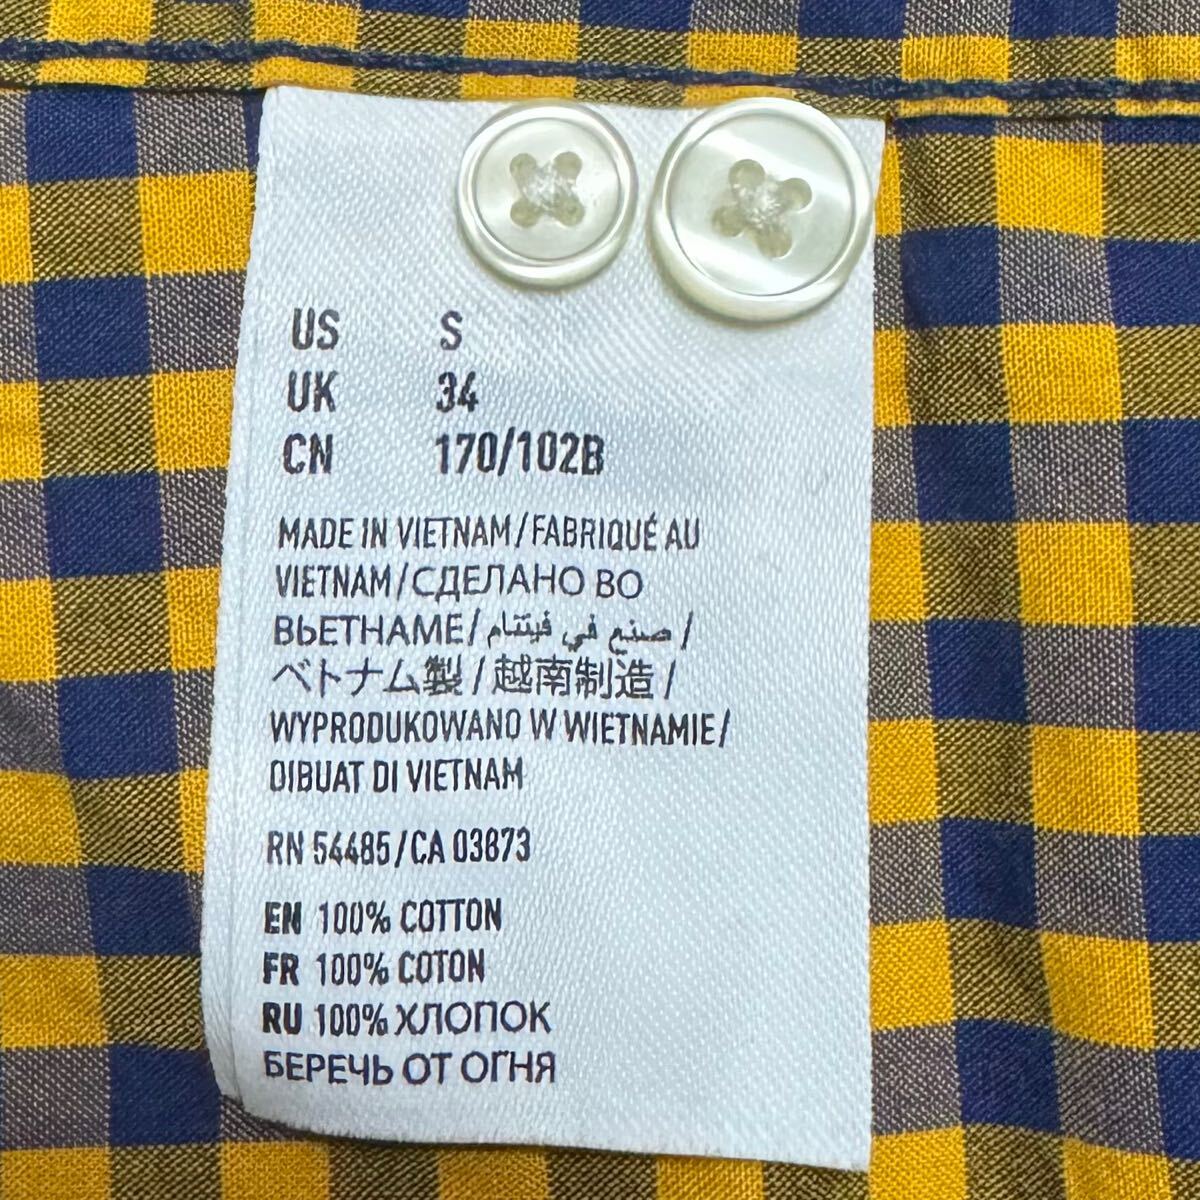 US S
UK 34
CN 170/102B
MADE IN VIETNAM/FABRIQUÉ AU
VIETNAM/СДЕЛАНО ВО
ВЬЕТНАМЕ/صنع في فيتنام/
ベトナム製/越南制造/
WYPRODUKOWANO W WIETNAMIE/
DIBUAT DI VIETNAM
RN 54485/CA 03873
EN 100% COTTON
FR 100% COTON
RU 100% ХЛОПОК
БЕРЕЧЬ ОТ ОГНЯ